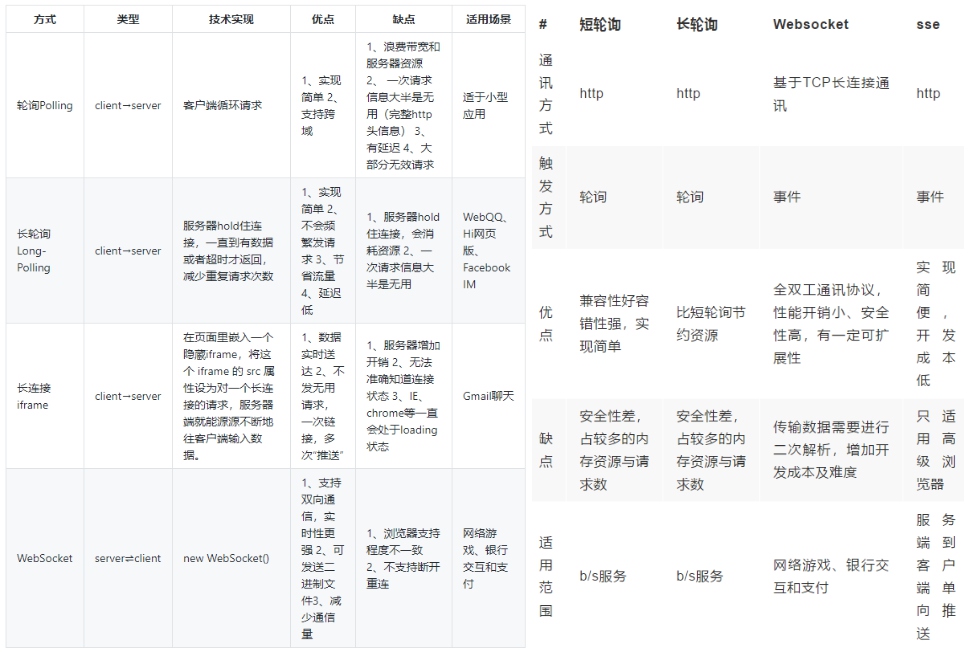 方式
类型
技术实现
优点
缺点
适用场景
轮询Polling
client→server
客户端循环请求
1、实现
简单 2、
支持跨
域
1、浪费带宽和
服务器资源
2、 一次请求
信息大半是无
用（完整http
头信息） 3、
有延迟 4、大
部分无效请求
适于小型
应用
长轮询
Long-
Polling
client→server
服务器hold住连
接，一直到有数据
或者超时才返回，
减少重复请求次数
1、实现
简单 2、
不会频
繁发请
求 3、节
省流量
4、延迟
低
1、服务器hold
住连接，会消
耗资源 2、一
次请求信息大
半是无用
WebQQ、
Hi网页
版、
Facebook
IM
长连接
iframe
client→server
在页面里嵌入一个
隐蔵iframe，将这
个 iframe 的 src 属
性设为对一个长连
接的请求，服务器
端就能源源不断地
往客户端输入数
据。
1、数据
实时送
达 2、不
发无用
请求，
一次链
接，多
次“推送”
1、服务器增加
开销 2、无法
准确知道连接
状态 3、IE、
chrome等一直
会处于loading
状态
Gmail聊天
WebSocket
server⇌client
new WebSocket()
1、支持
双向通
信，实
时性更
强 2、可
发送二
进制文
件3、减
少通信
量
1、浏览器支持
程度不一致
2、不支持断开
重连
网络游
戏、银行
交互和支
付
#
短轮询
长轮询
Websocket
sse
通
讯
方
式
http
http
基于TCP长连接通
讯
http
触
发
方
式
轮词
轮词
事件
事件
优
点
兼容性好容
错性强，实
现简单
比短轮询节
约资源
全双工通讯协议，
性能开销小、安全
性高，有一定可扩
展性
实 现
简
便 ，
开 发
成 本
低
缺
点
安全性差，
占较多的内
存资源与请
求数
安全性差，
占较多的内
存资源与请
求数
传输数据需要进行
二次解析，增加开
发成本及难度
只 适
用 高
级 浏
览器
适
用
范
围
b/s服务
b/s服务
网络游戏、银行交
互和支付
服 务
端 到
客 户
端 单
向 推
送